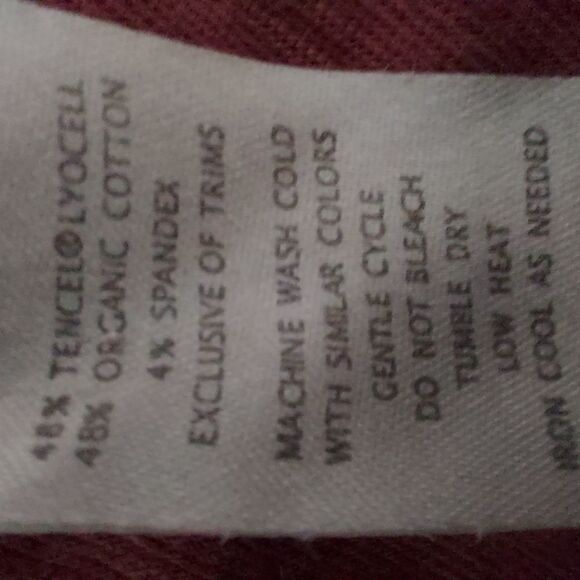 48% TENCEL® LYOCELL
48% ORGANIC COTTON
4% SPANDEX
EXCLUSIVE OF TRIMS
MACHINE WASH COLD
WITH SIMILAR COLORS
GENTLE CYCLE
DO NOT BLEACH
TUMBLE DRY
LOW HEAT
IRON COOL AS NEEDED